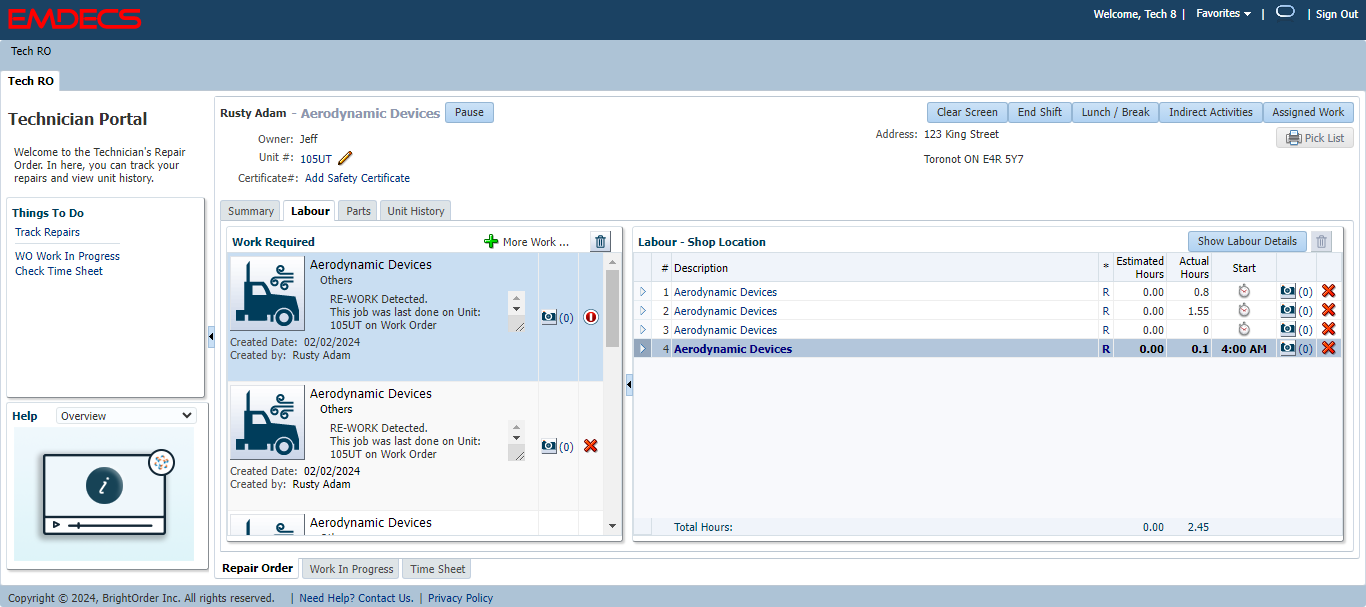 EMDECS
Welcome, Tech 8 | Favorites | | Sign Out
Tech RO
Tech RO
Technician Portal
Welcome to the Technician's Repair
Order. In here, you can track your
repairs and view unit history.
Things To Do
Track Repairs
WO Work In Progress
Check Time Sheet
Help Overview
i
Rusty Adam - Aerodynamic Devices Pause
Clear Screen End Shift Lunch / Break Indirect Activities Assigned Work
Owner: Jeff
Unit #: 105UT
Certificate#: Add Safety Certificate
Address: 123 King Street
Toronot ON E4R 5Y7
Pick List
Summary Labour Parts Unit History
Work Required More Work ...
Aerodynamic Devices
Others
RE-WORK Detected.
This job was last done on Unit:
105UT on Work Order
(0)
Created Date: 02/02/2024
Created by: Rusty Adam
Aerodynamic Devices
Others
RE-WORK Detected.
This job was last done on Unit:
105UT on Work Order
(0)
Created Date: 02/02/2024
Created by: Rusty Adam
Aerodynamic Devices
Labour - Shop Location Show Labour Details
# Description * Estimated Hours Actual Hours Start
1 Aerodynamic Devices R 0.00 0.8 (0)
2 Aerodynamic Devices R 0.00 1.55 (0)
3 Aerodynamic Devices R 0.00 0 (0)
4 Aerodynamic Devices R 0.00 0.1 4:00 AM (0)
Total Hours: 0.00 2.45
Repair Order Work In Progress Time Sheet
Copyright © 2024, BrightOrder Inc. All rights reserved. | Need Help? Contact Us. | Privacy Policy